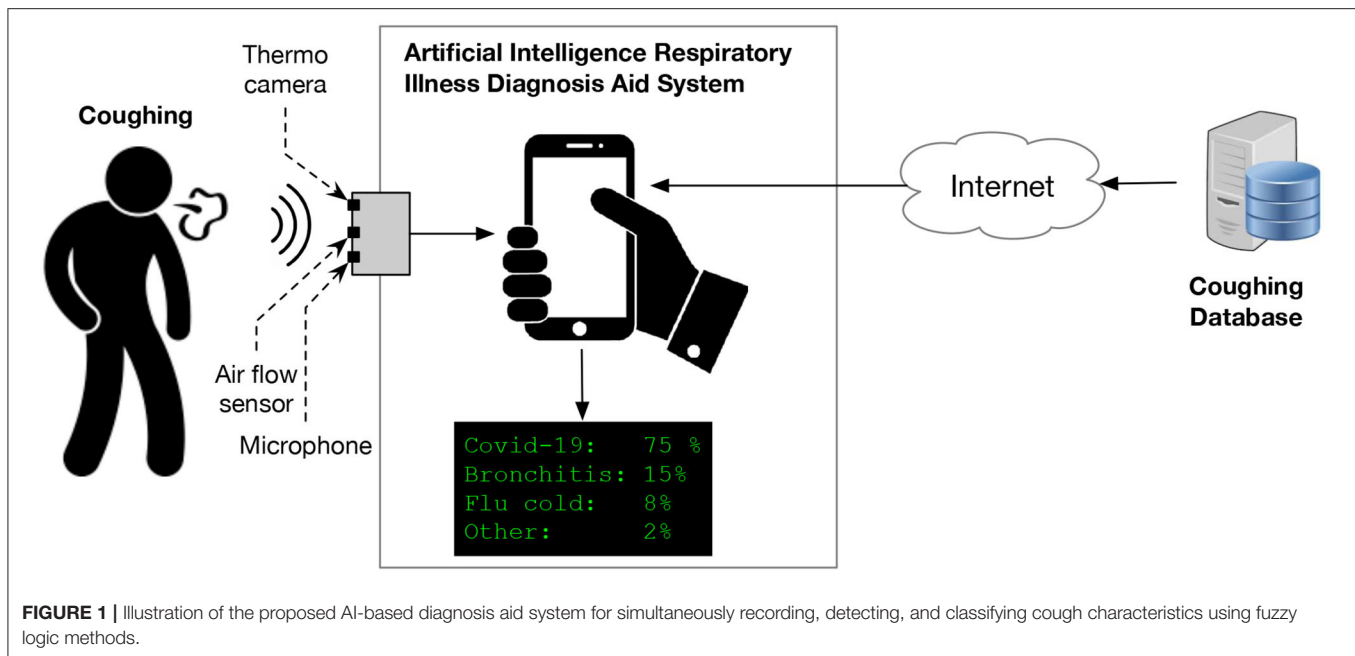 Thermo
camera
Coughing
Artificial Intelligence Respiratory
Illness Diagnosis Aid System
Internet
Coughing
Database
Air flow
sensor
Microphone
Covid-19: 75 %
Bronchitis: 15%
Flu cold: 8%
Other: 2%
FIGURE 1 | Illustration of the proposed AI-based diagnosis aid system for simultaneously recording, detecting, and classifying cough characteristics using fuzzy
logic methods.